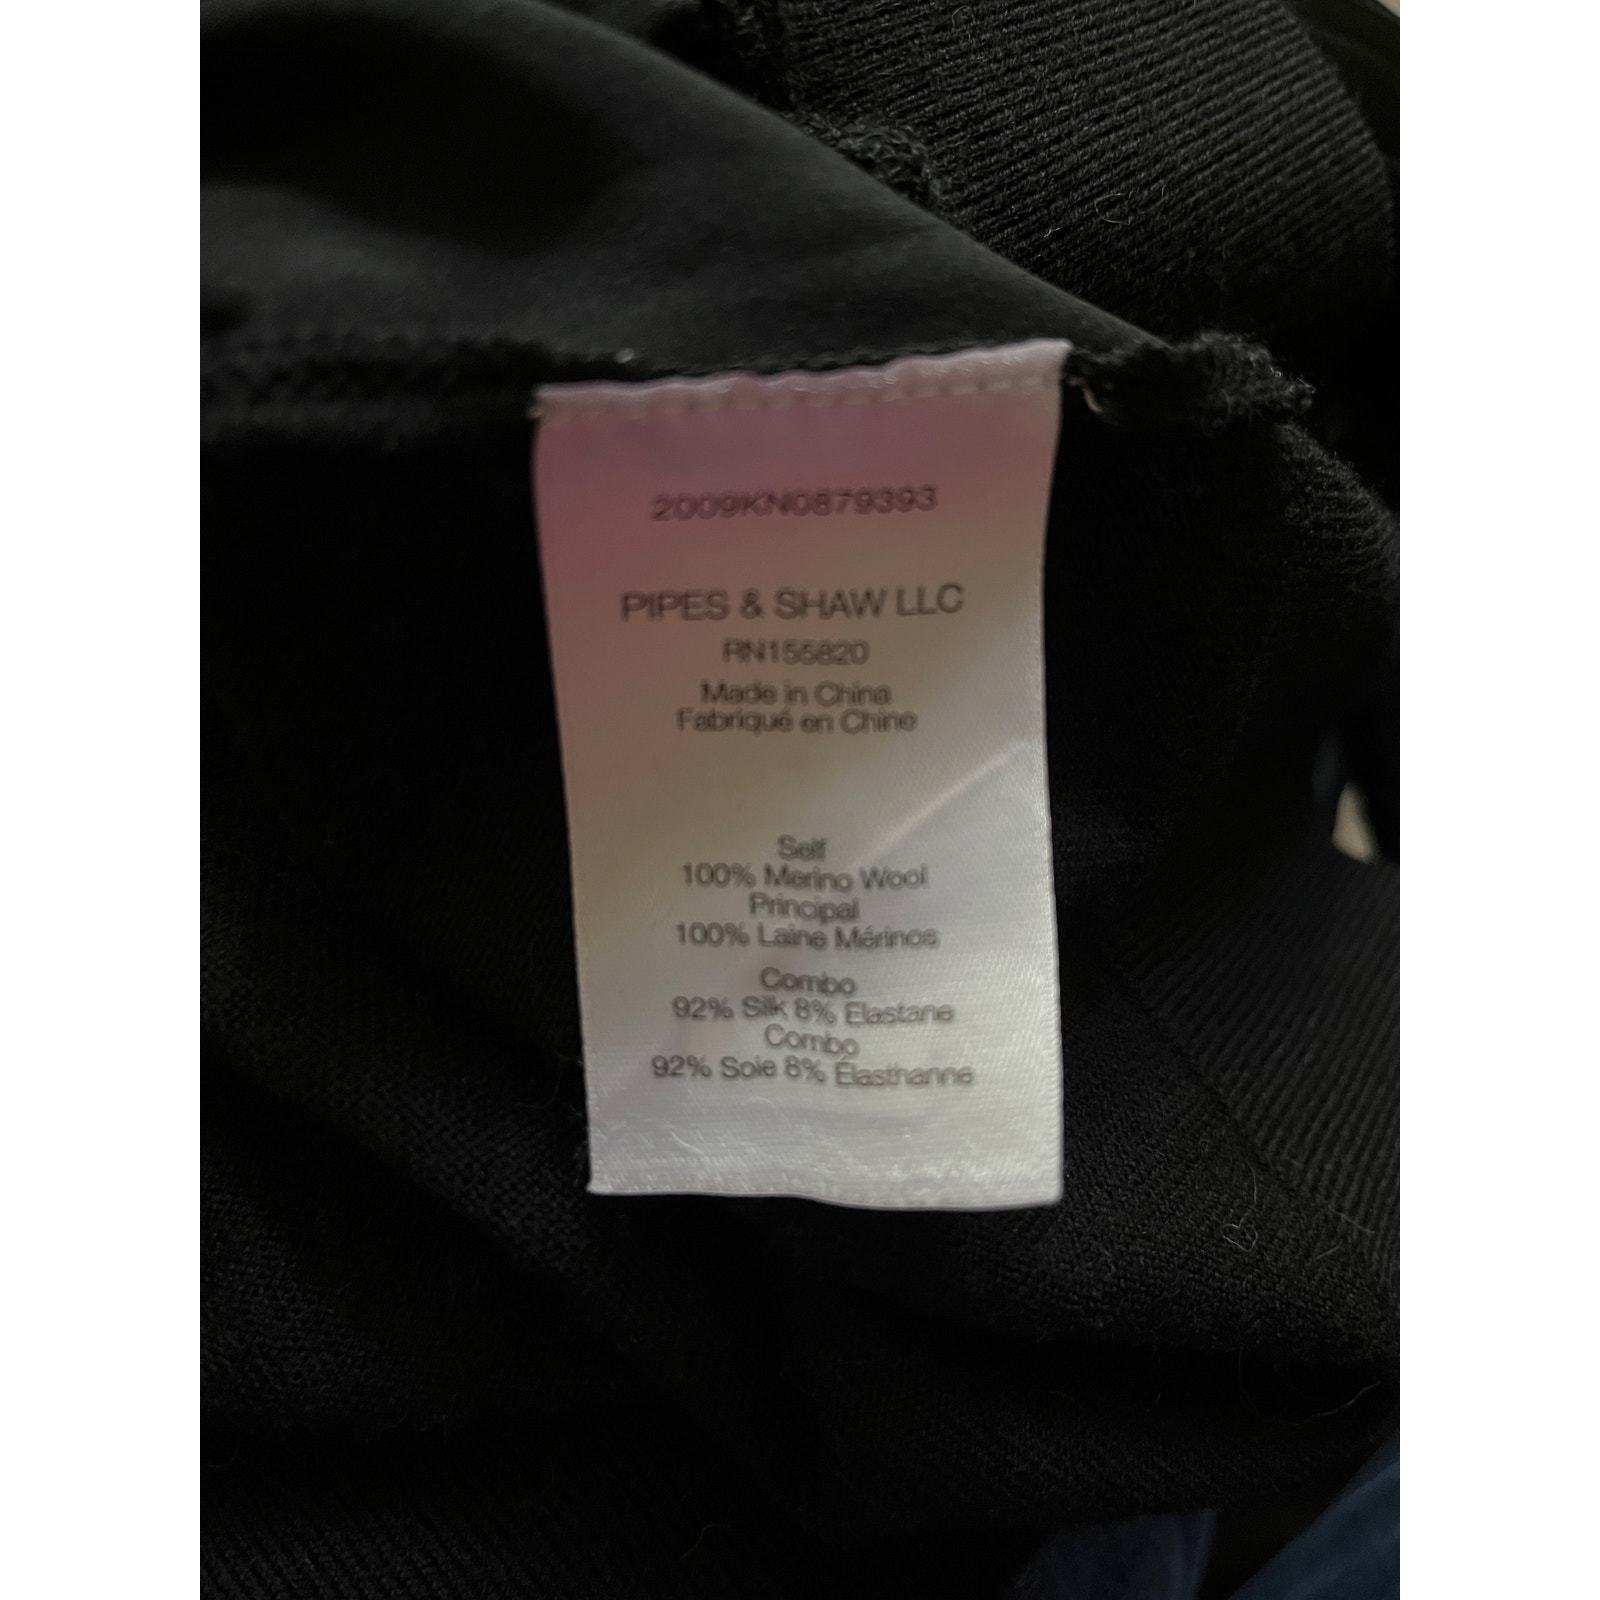 2009KN0879393
PIPES & SHAW LLC
RN155820
Made in China
Fabriqué en Chine
Self
100% Merino Wool
Principal
100% Laine Mérinos
Combo
92% Silk 8% Elastane
Combo
92% Soie 8% Élasthanne